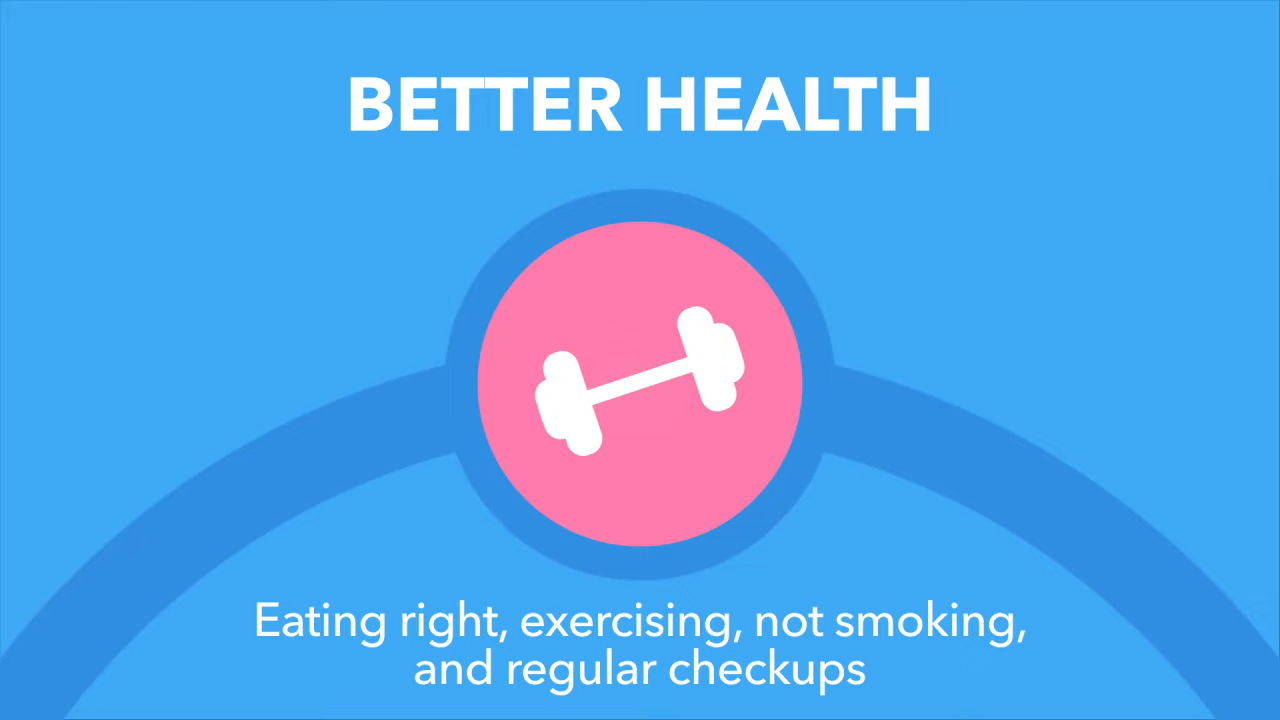 BETTER HEALTH
Eating right, exercising, not smoking,
and regular checkups